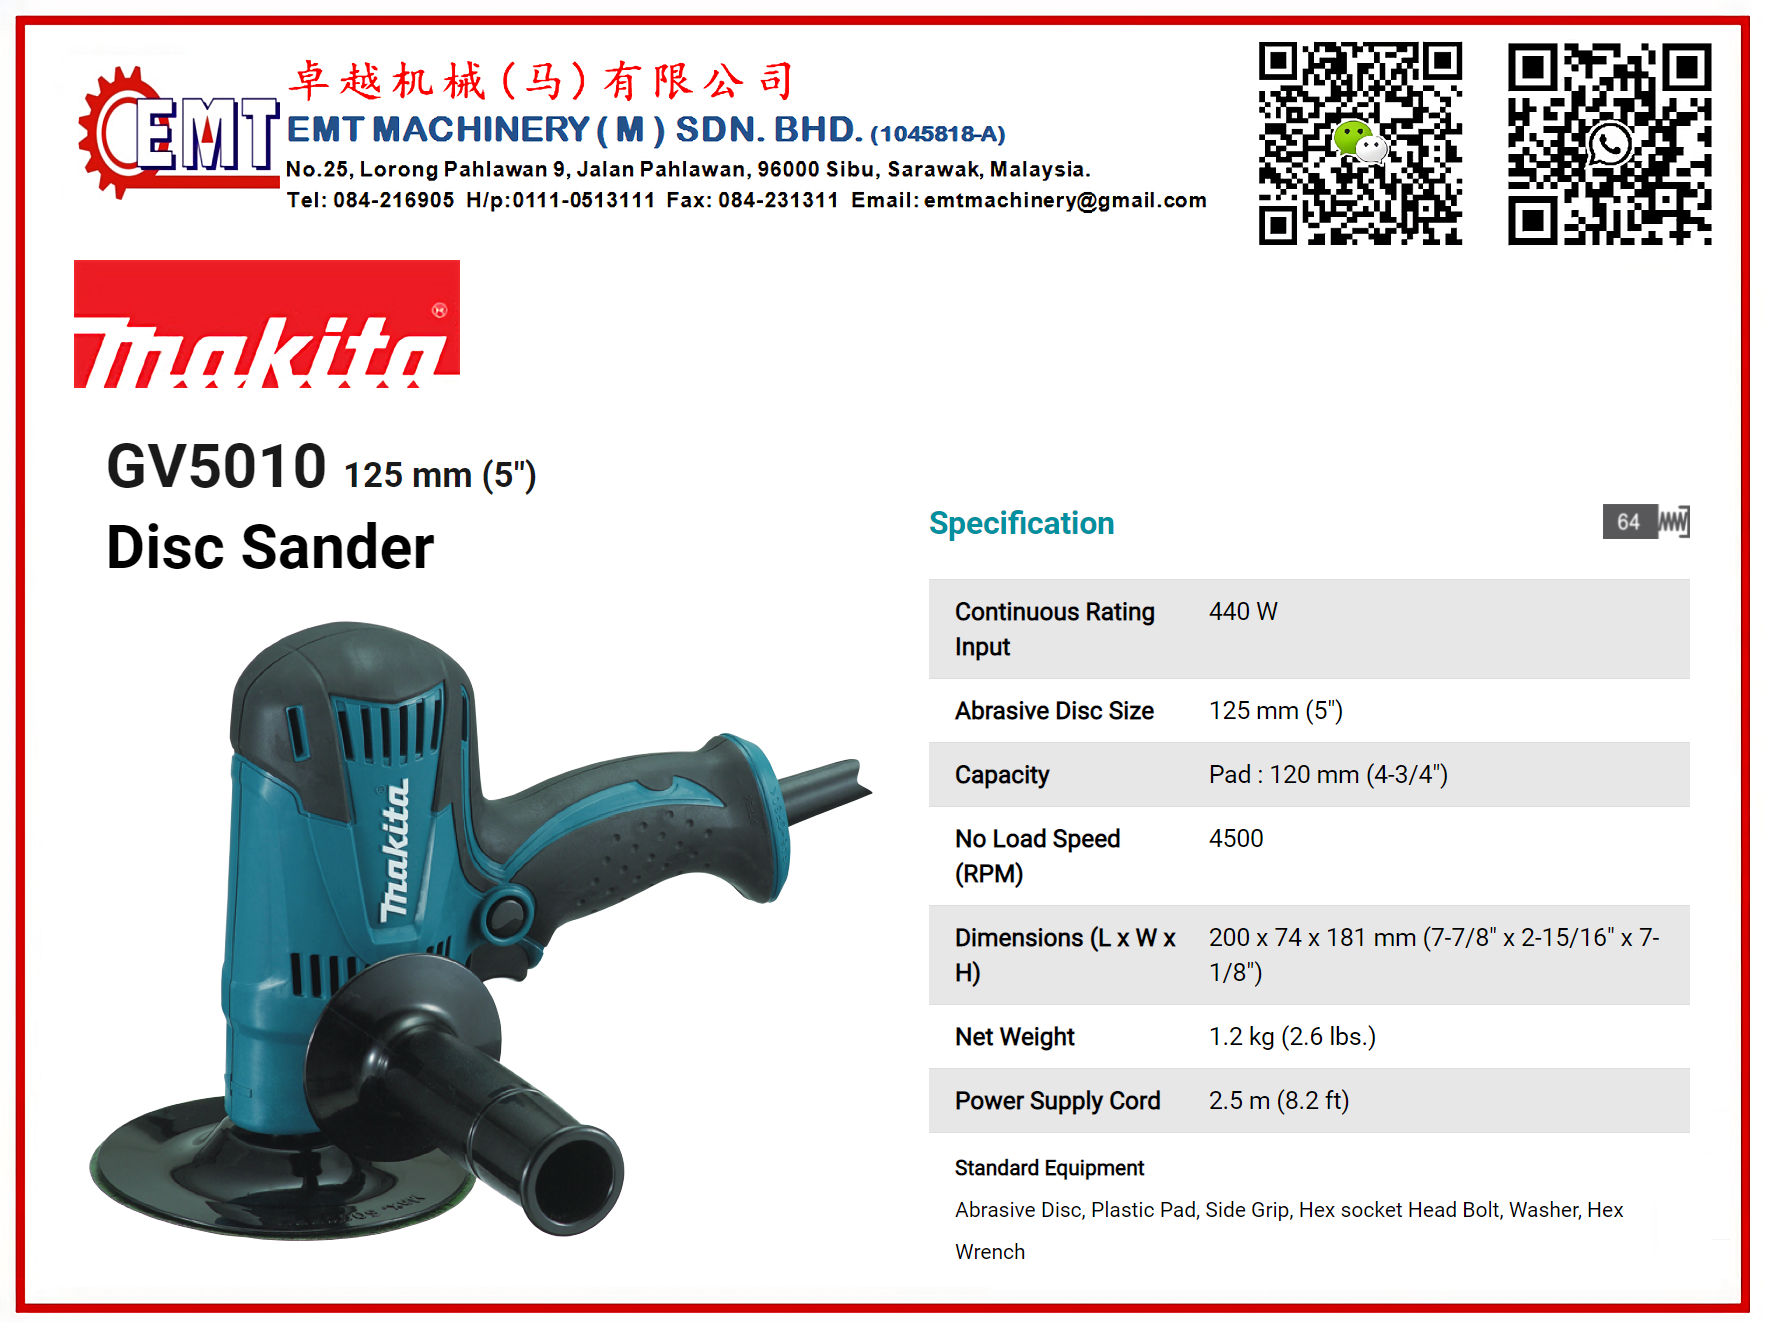 卓越机械(马)有限公司
EMT
EMT MACHINERY ( M ) SDN. BHD. (1045818-A)
No.25, Lorong Pahlawan 9, Jalan Pahlawan, 96000 Sibu, Sarawak, Malaysia.
Tel: 084-216905 H/p:0111-0513111 Fax: 084-231311 Email: emtmachinery@gmail.com
makita
GV5010 125 mm (5")
Disc Sander
Specification
64
Continuous Rating Input 440 W
Abrasive Disc Size 125 mm (5")
Capacity Pad : 120 mm (4-3/4")
No Load Speed (RPM) 4500
Dimensions (L x W x H) 200 x 74 x 181 mm (7-7/8" x 2-15/16" x 7-1/8")
Net Weight 1.2 kg (2.6 lbs.)
Power Supply Cord 2.5 m (8.2 ft)
Standard Equipment
Abrasive Disc, Plastic Pad, Side Grip, Hex socket Head Bolt, Washer, Hex
Wrench
makita